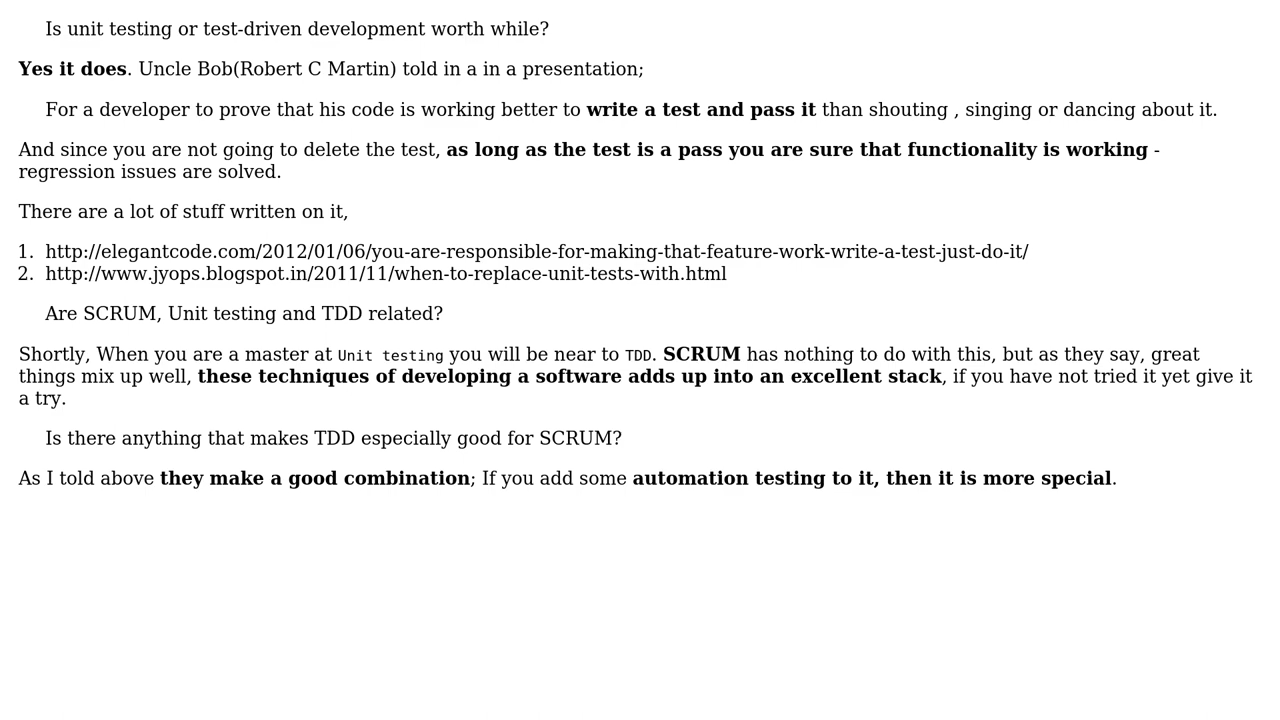 Is unit testing or test-driven development worth while?
Yes it does. Uncle Bob(Robert C Martin) told in a in a presentation;
For a developer to prove that his code is working better to write a test and pass it than shouting , singing or dancing about it.
And since you are not going to delete the test, as long as the test is a pass you are sure that functionality is working -
regression issues are solved.
There are a lot of stuff written on it,
1. http://elegantcode.com/2012/01/06/you-are-responsible-for-making-that-feature-work-write-a-test-just-do-it/
2. http://www.jyops.blogspot.in/2011/11/when-to-replace-unit-tests-with.html
Are SCRUM, Unit testing and TDD related?
Shortly, When you are a master at Unit testing you will be near to TDD. SCRUM has nothing to do with this, but as they say, great
things mix up well, these techniques of developing a software adds up into an excellent stack, if you have not tried it yet give it
a try.
Is there anything that makes TDD especially good for SCRUM?
As I told above they make a good combination; If you add some automation testing to it, then it is more special.